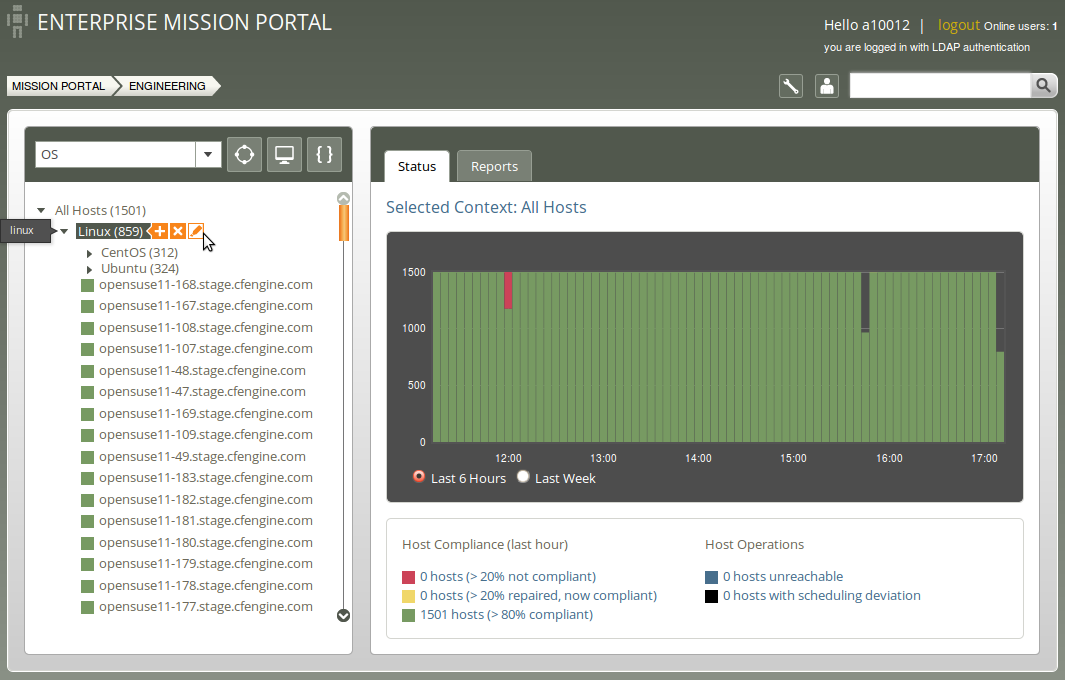 ENTERPRISE MISSION PORTAL
Hello a10012 | logout Online users: 1
you are logged in with LDAP authentication
MISSION PORTAL
ENGINEERING
OS
{ }
All Hosts (1501)
linux
Linux (859)
CentOS (312)
Ubuntu (324)
opensuse11-168.stage.cfengine.com
opensuse11-167.stage.cfengine.com
opensuse11-108.stage.cfengine.com
opensuse11-107.stage.cfengine.com
opensuse11-48.stage.cfengine.com
opensuse11-47.stage.cfengine.com
opensuse11-169.stage.cfengine.com
opensuse11-109.stage.cfengine.com
opensuse11-49.stage.cfengine.com
opensuse11-183.stage.cfengine.com
opensuse11-182.stage.cfengine.com
opensuse11-181.stage.cfengine.com
opensuse11-180.stage.cfengine.com
opensuse11-179.stage.cfengine.com
opensuse11-178.stage.cfengine.com
opensuse11-177.stage.cfengine.com
Status
Reports
Selected Context: All Hosts
1500
1000
500
0
12:00 13:00 14:00 15:00 16:00 17:00
Last 6 Hours Last Week
Host Compliance (last hour)
0 hosts (> 20% not compliant)
0 hosts (> 20% repaired, now compliant)
1501 hosts (> 80% compliant)
Host Operations
0 hosts unreachable
0 hosts with scheduling deviation